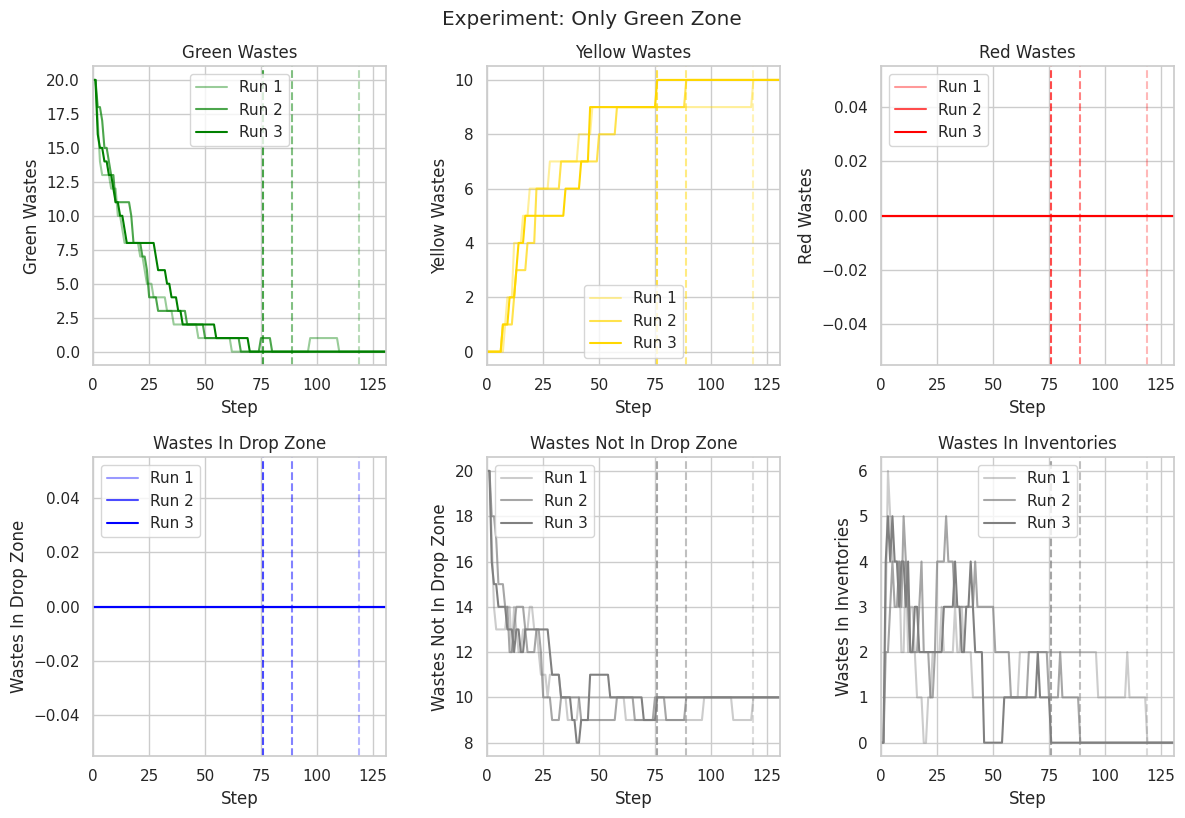 Experiment: Only Green Zone
Green Wastes
Green Wastes
20.0
17.5
15.0
12.5
10.0
7.5
5.0
2.5
0.0
0 25 50 75 100 125
Step
Run 1
Run 2
Run 3
Yellow Wastes
Yellow Wastes
10
8
6
4
2
0
0 25 50 75 100 125
Step
Run 1
Run 2
Run 3
Red Wastes
Red Wastes
0.04
0.02
0.00
−0.02
−0.04
0 25 50 75 100 125
Step
Run 1
Run 2
Run 3
Wastes In Drop Zone
Wastes In Drop Zone
0.04
0.02
0.00
−0.02
−0.04
0 25 50 75 100 125
Step
Run 1
Run 2
Run 3
Wastes Not In Drop Zone
Wastes Not In Drop Zone
20
18
16
14
12
10
8
0 25 50 75 100 125
Step
Run 1
Run 2
Run 3
Wastes In Inventories
Wastes In Inventories
6
5
4
3
2
1
0
0 25 50 75 100 125
Step
Run 1
Run 2
Run 3